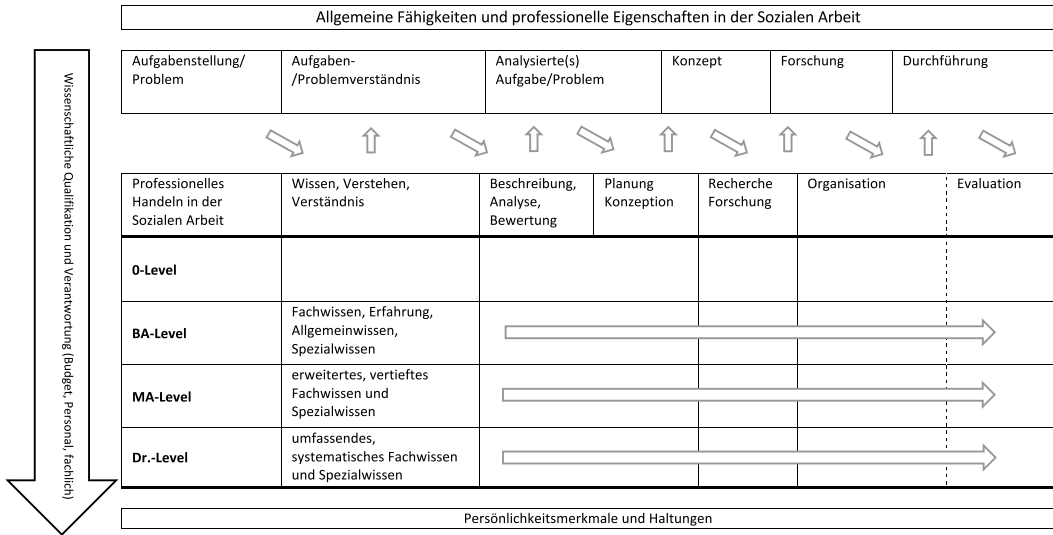 Allgemeine Fähigkeiten und professionelle Eigenschaften in der Sozialen Arbeit
Wissenschaftliche Qualifikation und Verantwortung (Budget, Personal, fachlich)
Aufgabenstellung/
Problem
Aufgaben-
/Problemverständnis
Analysierte(s)
Aufgabe/Problem
Konzept
Forschung
Durchführung
Professionelles
Handeln in der
Sozialen Arbeit
Wissen, Verstehen,
Verständnis
Beschreibung,
Analyse,
Bewertung
Planung
Konzeption
Recherche
Forschung
Organisation
Evaluation
0-Level
BA-Level
Fachwissen, Erfahrung,
Allgemeinwissen,
Spezialwissen
MA-Level
erweitertes, vertieftes
Fachwissen und
Spezialwissen
Dr.-Level
umfassendes,
systematisches Fachwissen
und Spezialwissen
Persönlichkeitsmerkmale und Haltungen